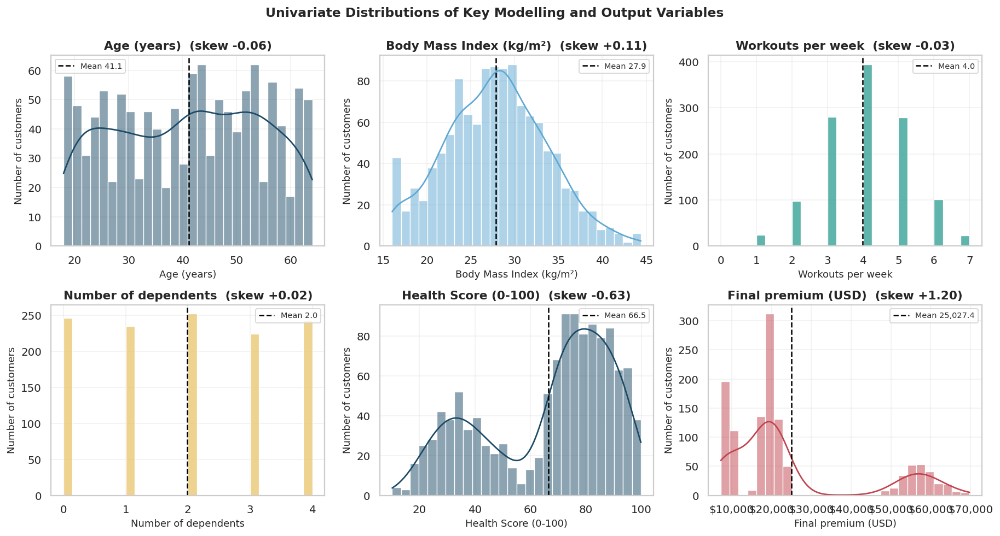 Univariate Distributions of Key Modelling and Output Variables
Age (years)  (skew -0.06)
Mean 41.1
Number of customers
60
50
40
30
20
10
0
20 30 40 50 60
Age (years)
Body Mass Index (kg/m²)  (skew +0.11)
Mean 27.9
Number of customers
80
60
40
20
0
15 20 25 30 35 40 45
Body Mass Index (kg/m²)
Workouts per week  (skew -0.03)
Mean 4.0
Number of customers
400
300
200
100
0
0 1 2 3 4 5 6 7
Workouts per week
Number of dependents  (skew +0.02)
Mean 2.0
Number of customers
250
200
150
100
50
0
0 1 2 3 4
Number of dependents
Health Score (0-100)  (skew -0.63)
Mean 66.5
Number of customers
80
60
40
20
0
20 40 60 80 100
Health Score (0-100)
Final premium (USD)  (skew +1.20)
Mean 25,027.4
Number of customers
300
250
200
150
100
50
0
$10,000 $20,000 $30,000 $40,000 $50,000 $60,000 $70,000
Final premium (USD)